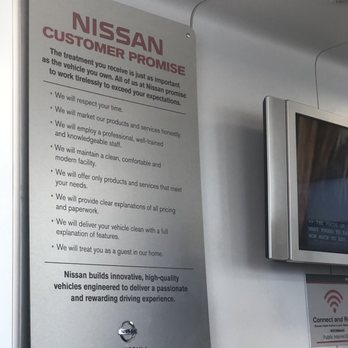 NISSAN
CUSTOMER PROMISE
The treatment you receive is just as important
as the vehicle you own. All of us at Nissan promise
to work tirelessly to exceed your expectations.
• We will respect your time.
• We will market our products and services honestly.
• We will employ a professional, well-trained
and knowledgeable staff.
• We will maintain a clean, comfortable and
modern facility.
• We will offer only products and services that meet
your needs.
• We will provide clear explanations of all pricing
and paperwork.
• We will deliver your vehicle clean with a full
explanation of features.
• We will treat you as a guest in our home.
Nissan builds innovative, high-quality
vehicles engineered to deliver a passionate
and rewarding driving experience.
NISSAN
Connect and
Public Internet